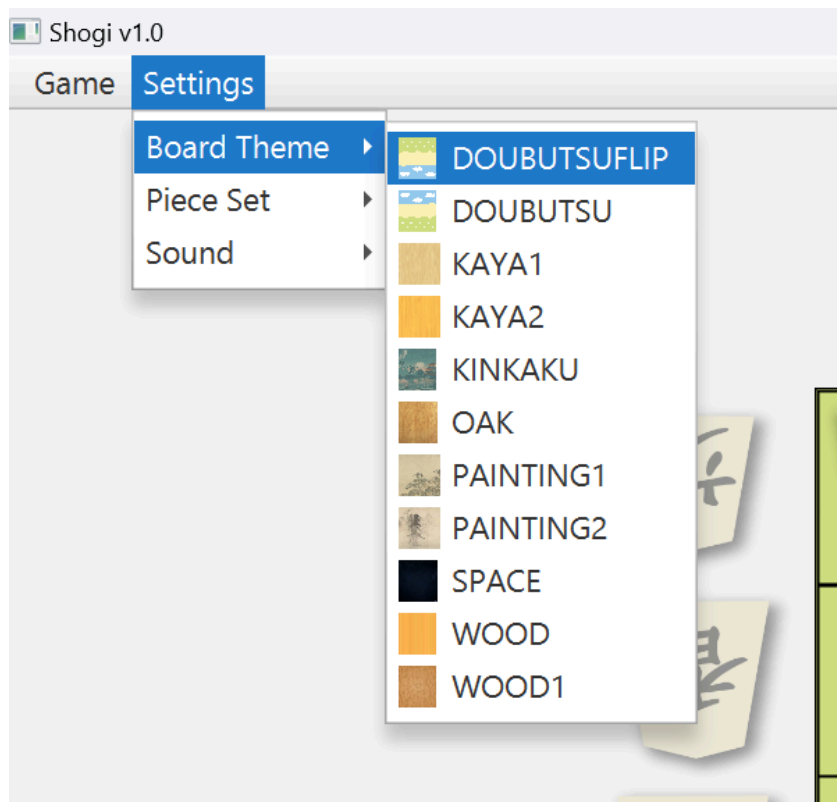 Shogi v1.0
Game Settings
Board Theme
Piece Set
Sound
DOUBUTSUFLIP
DOUBUTSU
KAYA1
KAYA2
KINKAKU
OAK
PAINTING1
PAINTING2
SPACE
WOOD
WOOD1